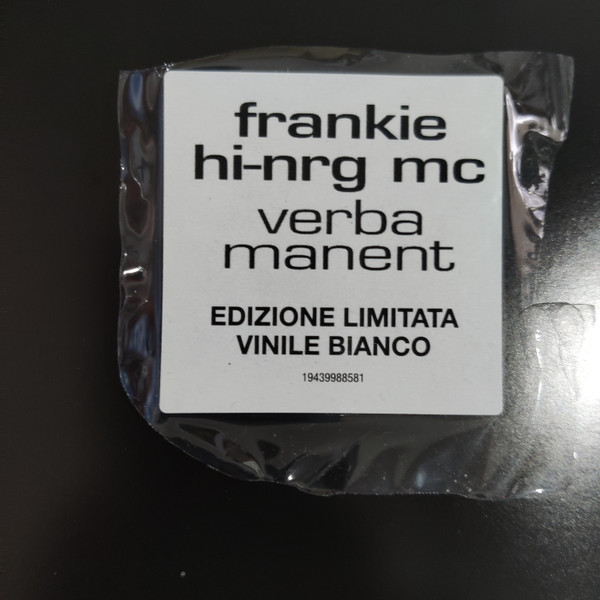 frankie
hi-nrg mc
verba
manent
EDIZIONE LIMITATA
VINILE BIANCO
19439988581